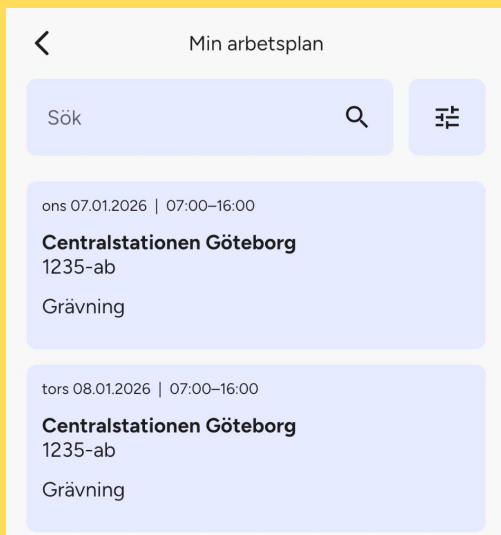 Min arbetsplan
Sök
ons 07.01.2026 | 07:00–16:00
Centralstationen Göteborg
1235-ab
Grävning
tors 08.01.2026 | 07:00–16:00
Centralstationen Göteborg
1235-ab
Grävning